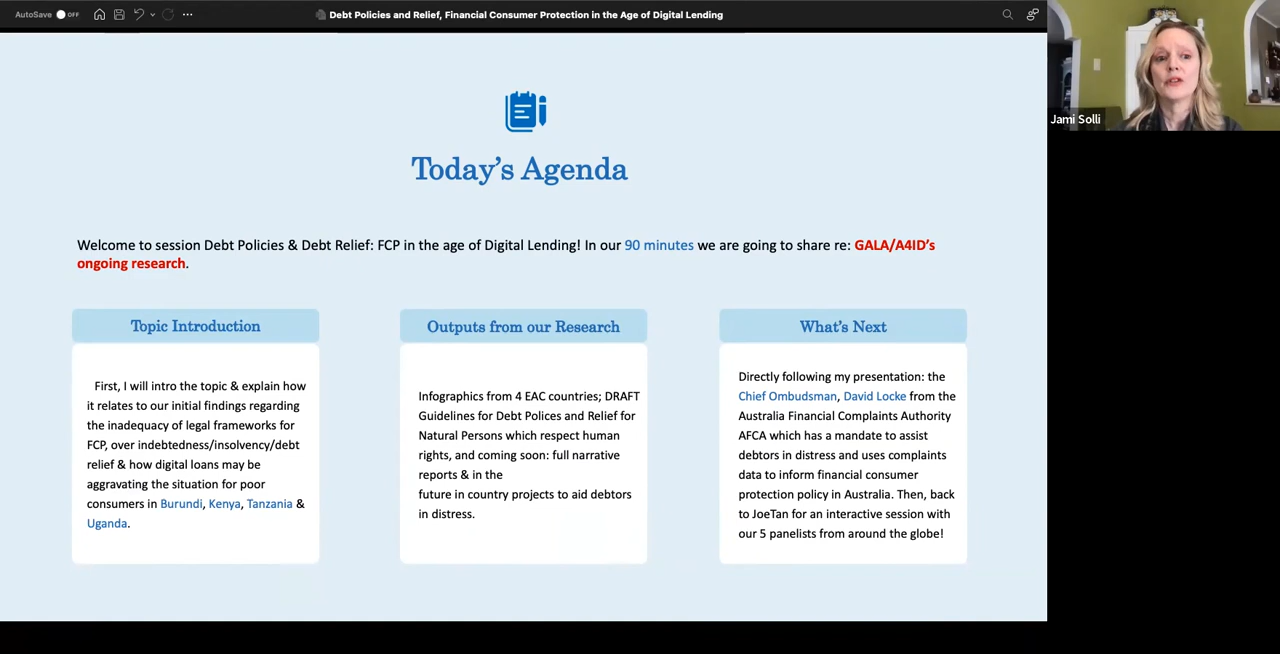 AutoSave OFF
Debt Policies and Relief, Financial Consumer Protection in the Age of Digital Lending
Jami Solli
Today's Agenda
Welcome to session Debt Policies & Debt Relief: FCP in the age of Digital Lending! In our 90 minutes we are going to share re: GALA/A4ID's
ongoing research.
Topic Introduction
First, I will intro the topic & explain how
it relates to our initial findings regarding
the inadequacy of legal frameworks for
FCP, over indebtedness/insolvency/debt
relief & how digital loans may be
aggravating the situation for poor
consumers in Burundi, Kenya, Tanzania &
Uganda.
Outputs from our Research
Infographics from 4 EAC countries; DRAFT
Guidelines for Debt Polices and Relief for
Natural Persons which respect human
rights, and coming soon: full narrative
reports & in the
future in country projects to aid debtors
in distress.
What's Next
Directly following my presentation: the
Chief Ombudsman, David Locke from the
Australia Financial Complaints Authority
AFCA which has a mandate to assist
debtors in distress and uses complaints
data to inform financial consumer
protection policy in Australia. Then, back
to JoeTan for an interactive session with
our 5 panelists from around the globe!